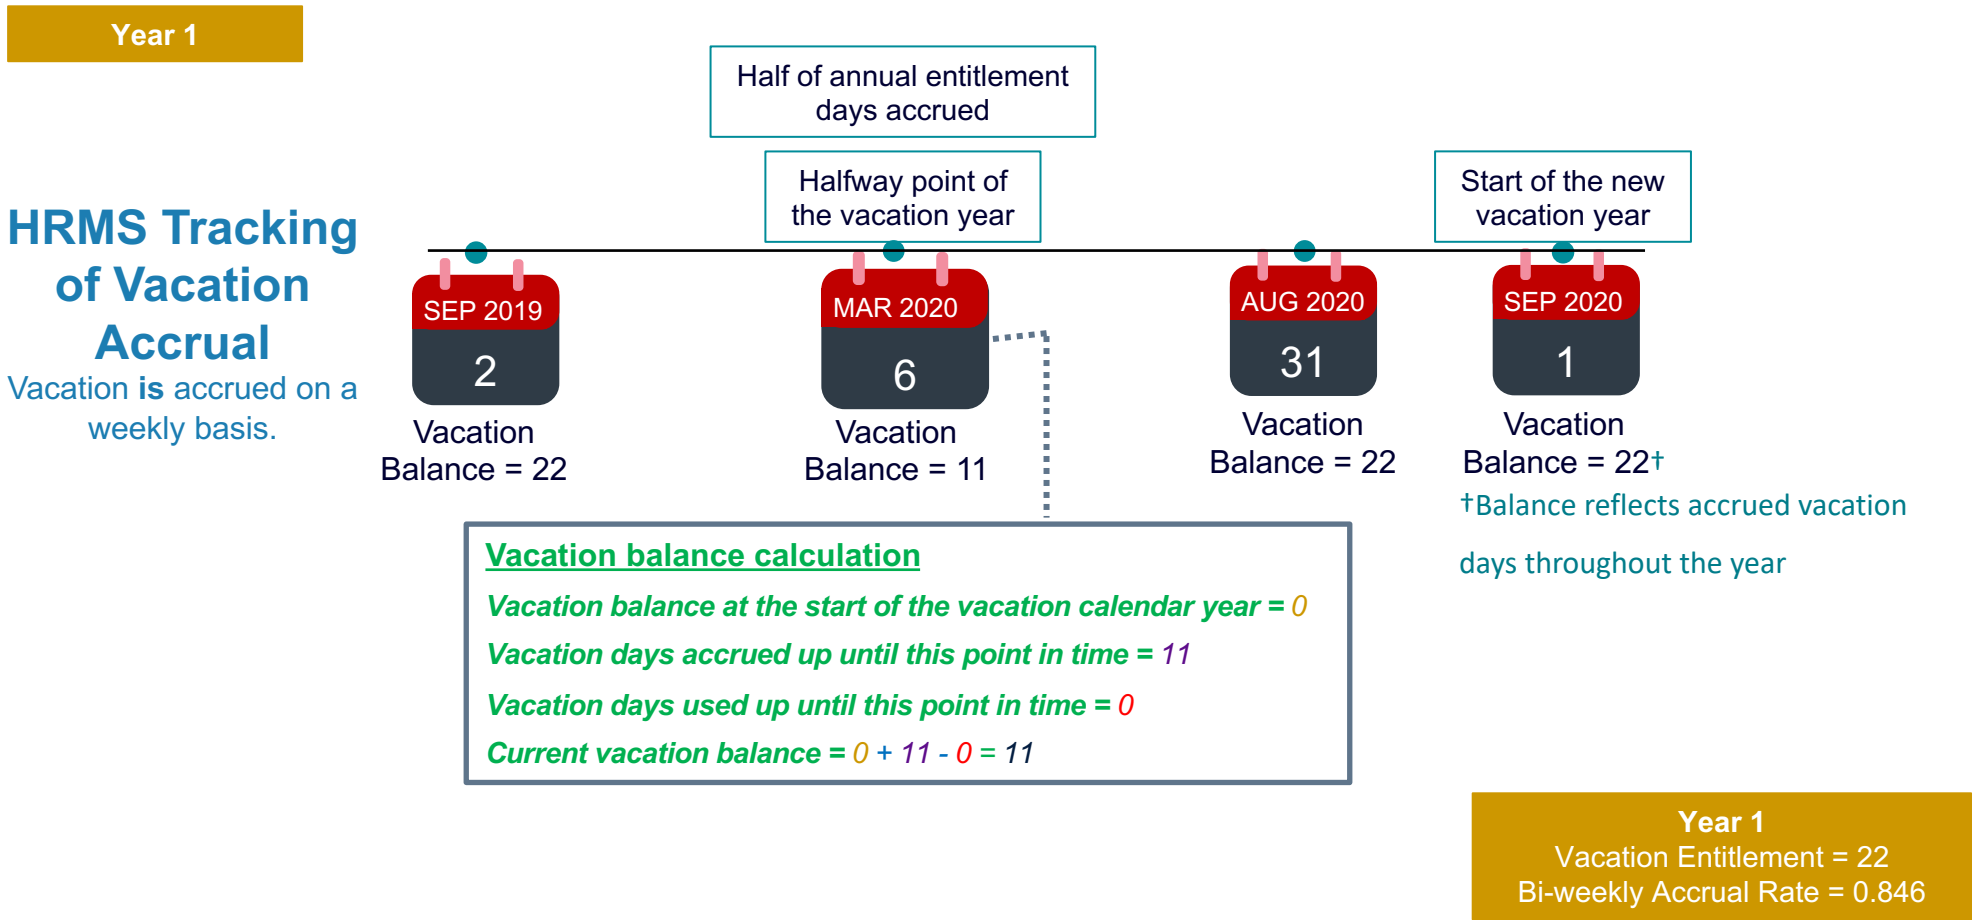 Year 1
HRMS Tracking
of Vacation
Accrual
Vacation is accrued on a
weekly basis.
Half of annual entitlement
days accrued
Halfway point of
the vacation year
Start of the new
vacation year
SEP 2019
2
Vacation
Balance = 22
MAR 2020
6
Vacation
Balance = 11
AUG 2020
31
Vacation
Balance = 22
SEP 2020
1
Vacation
Balance = 22†
†Balance reflects accrued vacation
days throughout the year
Vacation balance calculation
Vacation balance at the start of the vacation calendar year = 0
Vacation days accrued up until this point in time = 11
Vacation days used up until this point in time = 0
Current vacation balance = 0 + 11 - 0 = 11
Year 1
Vacation Entitlement = 22
Bi-weekly Accrual Rate = 0.846